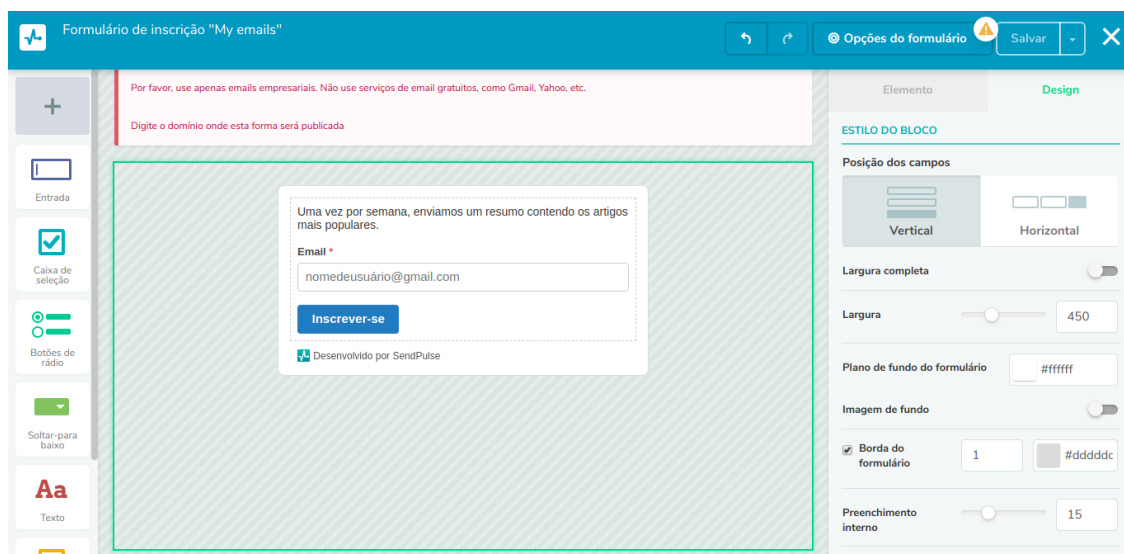 Formulário de inscrição "My emails"
Opções do formulário
Salvar
Por favor, use apenas emails empresariais. Não use serviços de email gratuitos, como Gmail, Yahoo, etc.
Digite o domínio onde esta forma será publicada
Entrada
Caixa de
seleção
Botões de
rádio
Soltar-para
baixo
Aa
Texto
Uma vez por semana, enviamos um resumo contendo os artigos
mais populares.
Email *
nomedeusuário@gmail.com
Inscrever-se
Desenvolvido por SendPulse
Elemento
Design
ESTILO DO BLOCO
Posição dos campos
Vertical
Horizontal
Largura completa
Largura
450
Plano de fundo do formulário
#ffffff
Imagem de fundo
Borda do
formulário
1
#dddddc
Preenchimento
interno
15